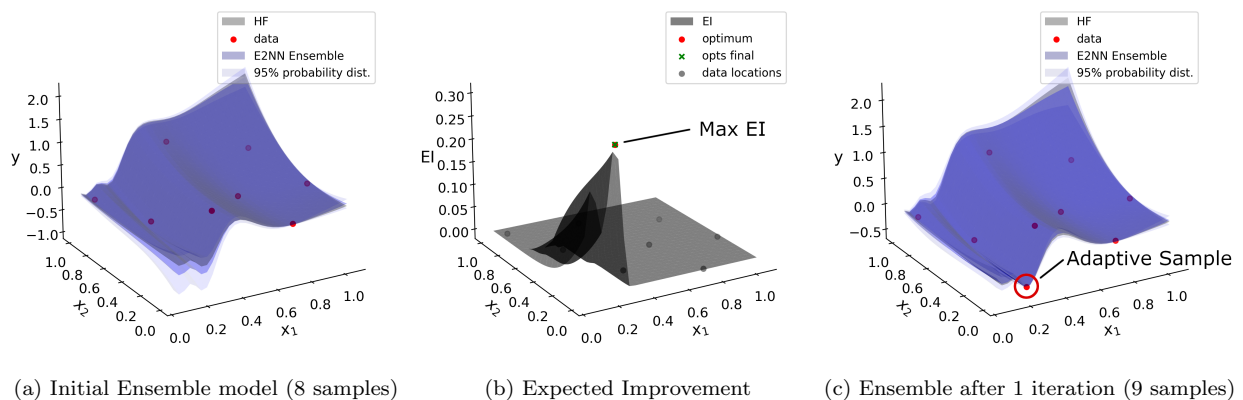 HF
data
E2NN Ensemble
95% probability dist.
2.0
1.5
1.0
0.5
0.0
−0.5
−1.0
y
1.0
0.8
0.6
0.4
0.2
0.0
x2
0.0
0.2
0.4
0.6
0.8
1.0
x1
(a) Initial Ensemble model (8 samples)
EI
optimum
opts final
data locations
Max EI
0.30
0.25
0.20
0.15
0.10
0.05
0.00
EI
1.0
0.8
0.6
0.4
0.2
0.0
x2
0.0
0.2
0.4
0.6
0.8
1.0
x1
(b) Expected Improvement
HF
data
E2NN Ensemble
95% probability dist.
2.0
1.5
1.0
0.5
0.0
−0.5
y
Adaptive Sample
1.0
0.8
0.6
0.4
0.2
0.0
x2
0.0
0.2
0.4
0.6
0.8
1.0
x1
(c) Ensemble after 1 iteration (9 samples)